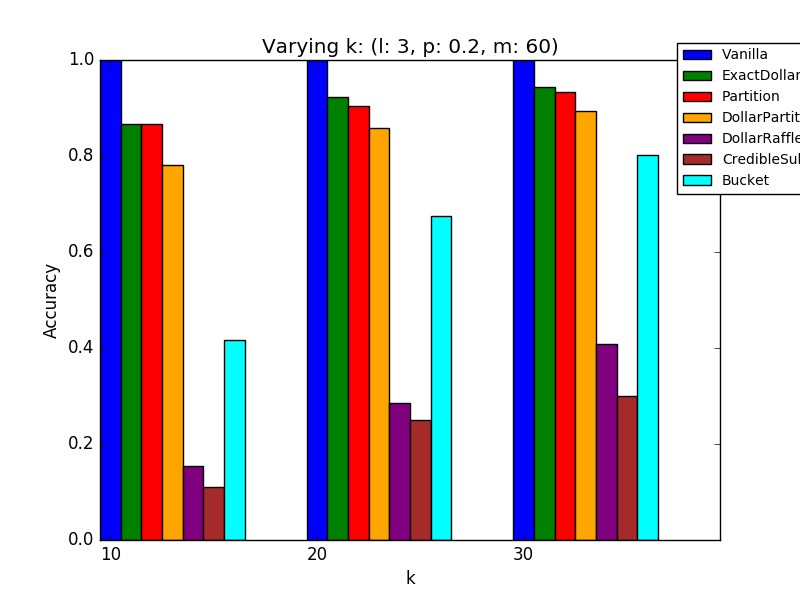 Varying k: (l: 3, p: 0.2, m: 60)
Vanilla
ExactDollar
Partition
DollarPartit
DollarRaffle
CredibleSul
Bucket
1.0
0.8
0.6
0.4
0.2
0.0
Accuracy
10 20 30
k